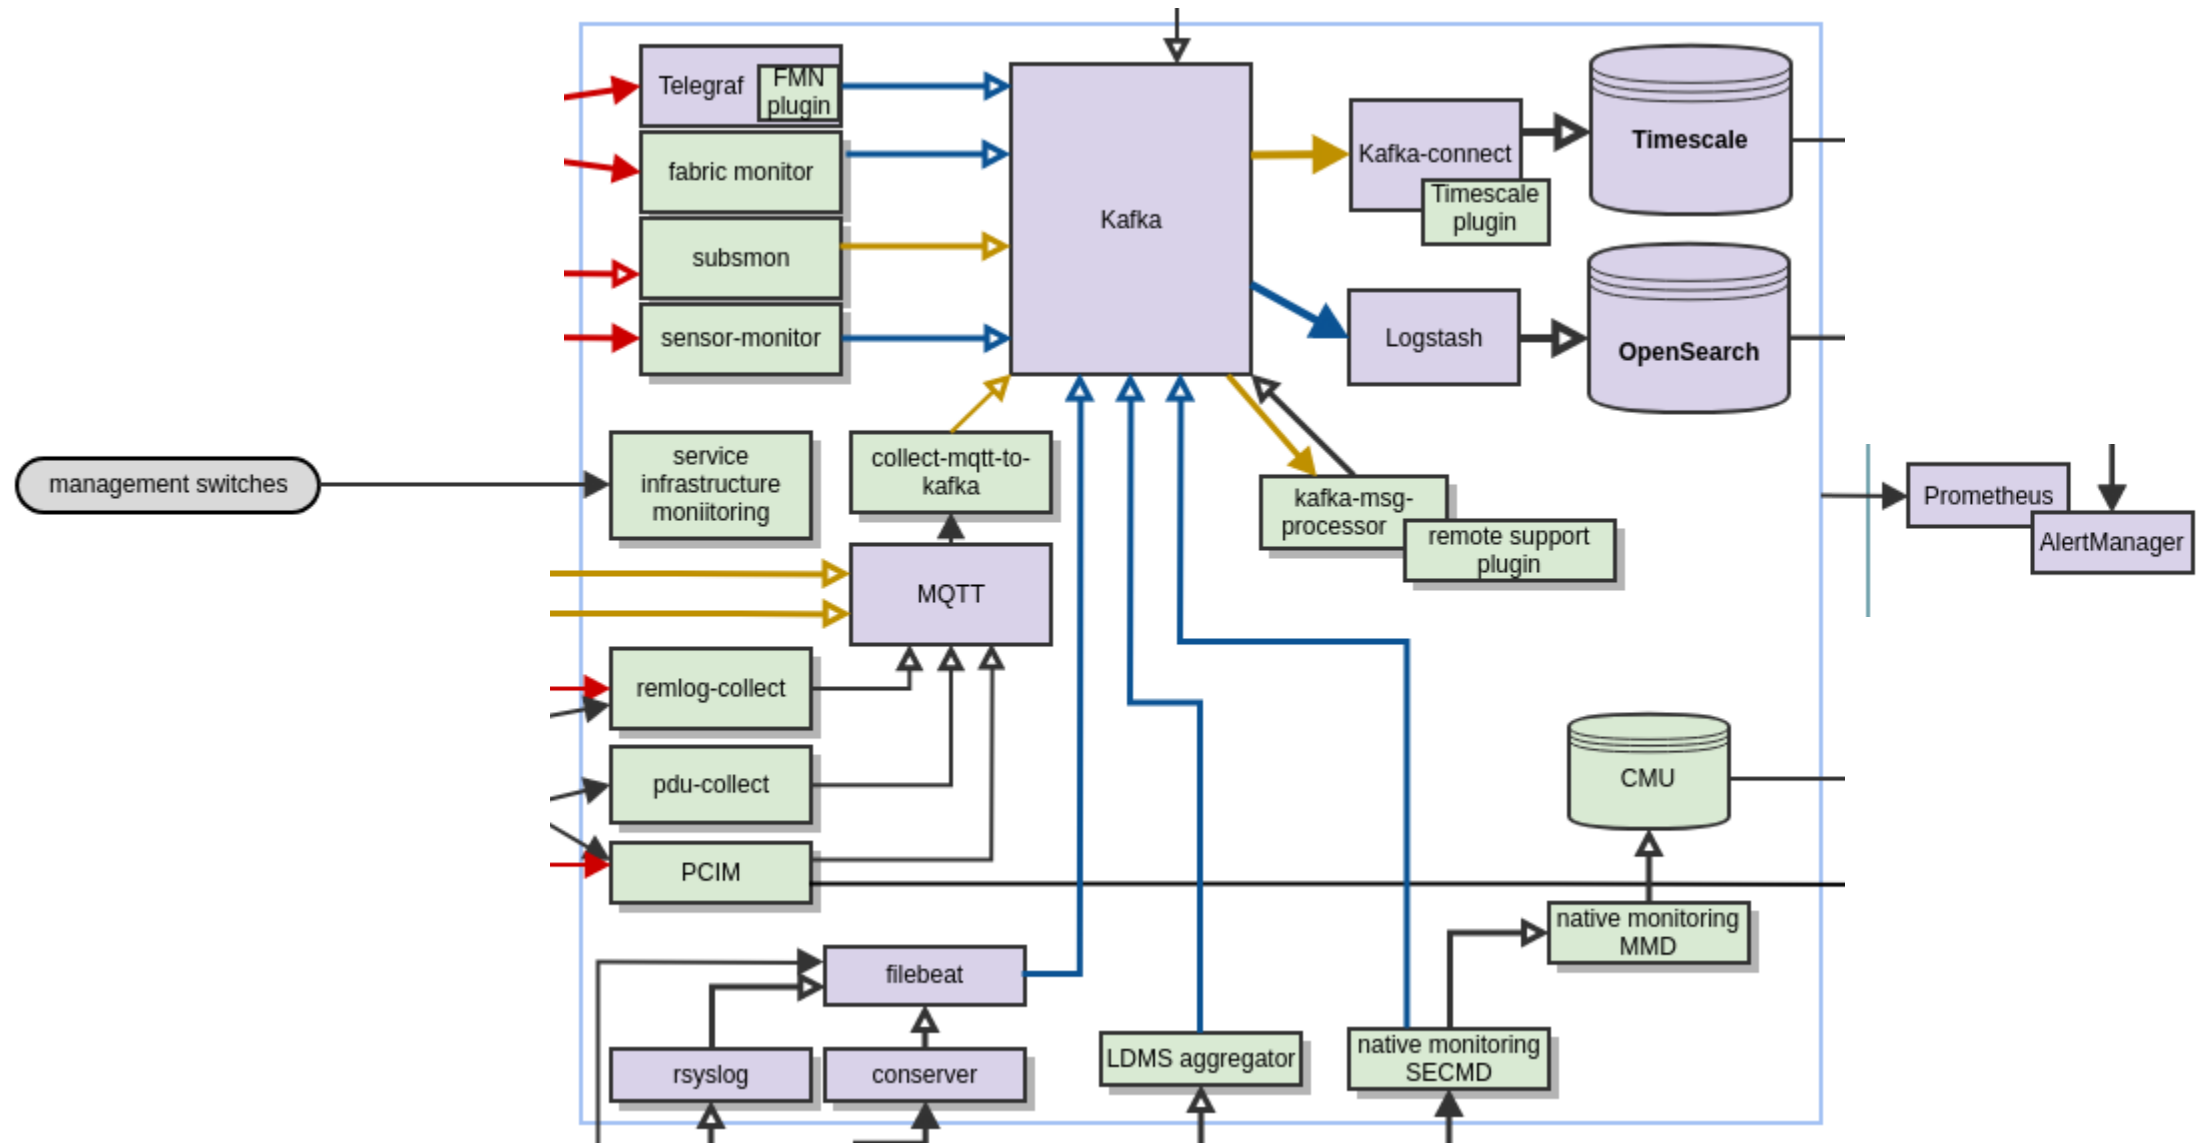 Telegraf
FMN
plugin
fabric monitor
subsmon
sensor-monitor
Kafka
Kafka-connect
Timescale
plugin
Timescale
Logstash
OpenSearch
management switches
service
infrastructure
moniitoring
collect-mqtt-to-
kafka
kafka-msg-
processor
remote support
plugin
Prometheus
AlertManager
MQTT
remlog-collect
pdu-collect
PCIM
CMU
native monitoring
MMD
filebeat
rsyslog
conserver
LDMS aggregator
native monitoring
SECMD